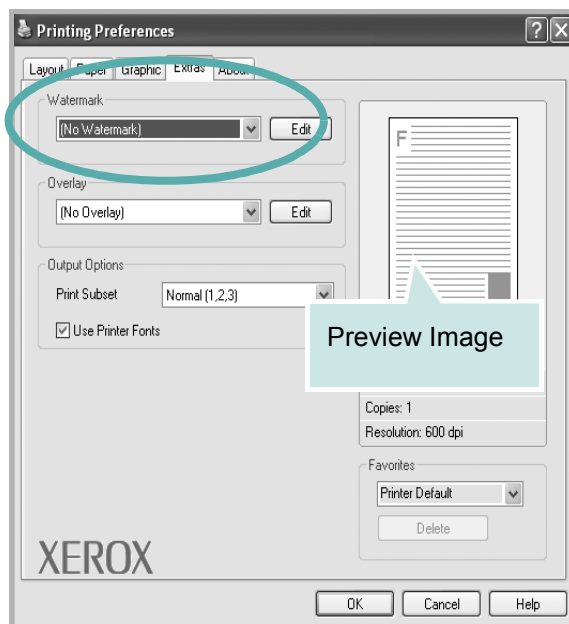 Printing Preferences
Layout Paper Graphic Extras About
Watermark
(No Watermark) Edit
Overlay
(No Overlay) Edit
Output Options
Print Subset Normal (1,2,3)
Use Printer Fonts
F
Preview Image
Copies: 1
Resolution: 600 dpi
Favorites
Printer Default
Delete
XEROX
OK Cancel Help